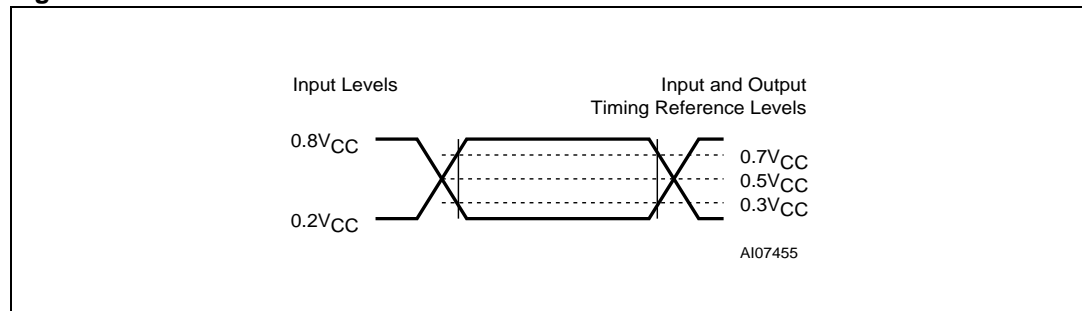 Input Levels
Input and Output
Timing Reference Levels
0.8VCC
0.7VCC
0.5VCC
0.3VCC
0.2VCC
AI07455